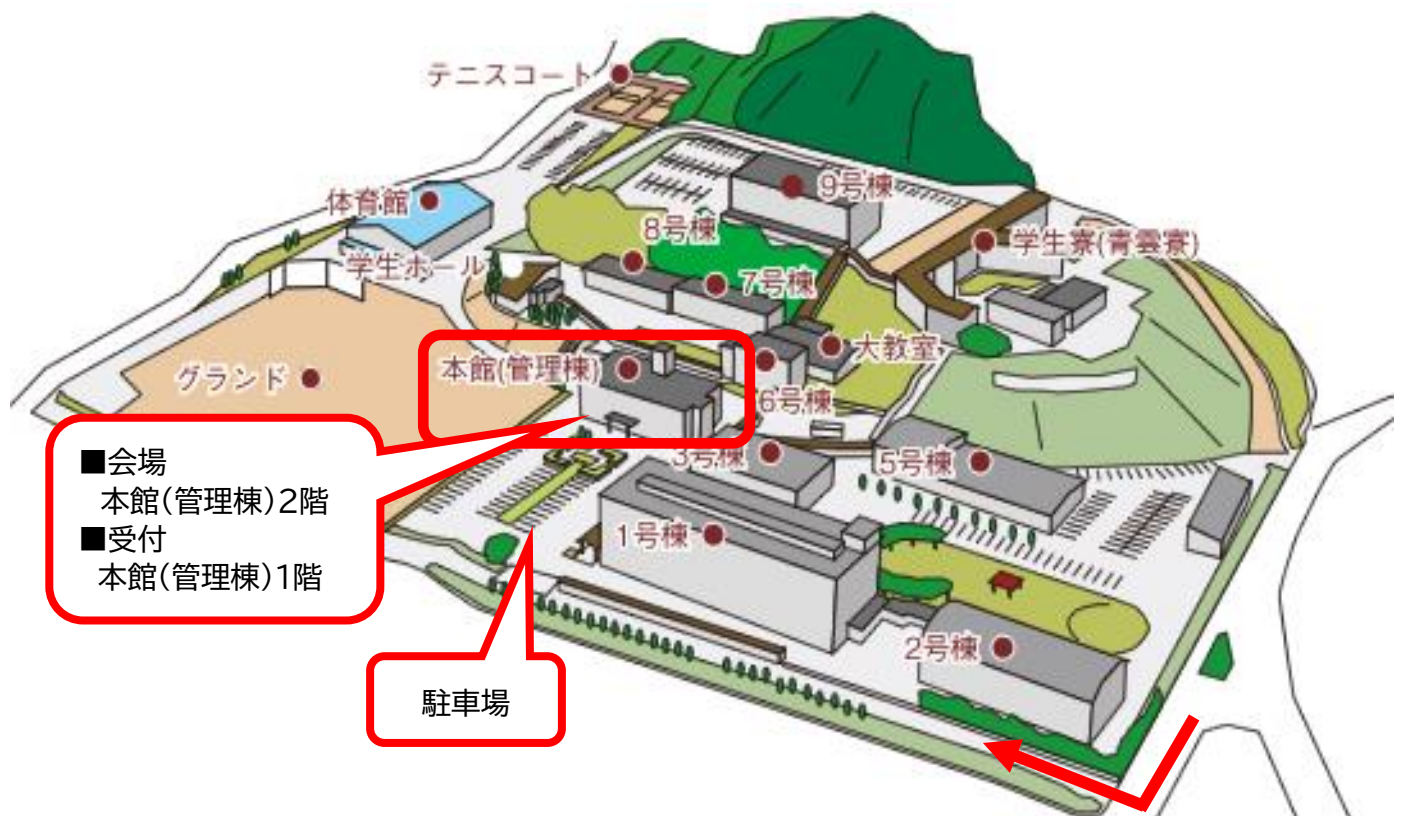 テニスコート
9号棟
体育館
8号棟
学生寮(青雲寮)
学生ホール
7号棟
大教室
本館(管理棟)
グランド
6号棟
3号棟
5号棟
■会場
本館(管理棟)2階
■受付
本館(管理棟)1階
1号棟
2号棟
駐車場